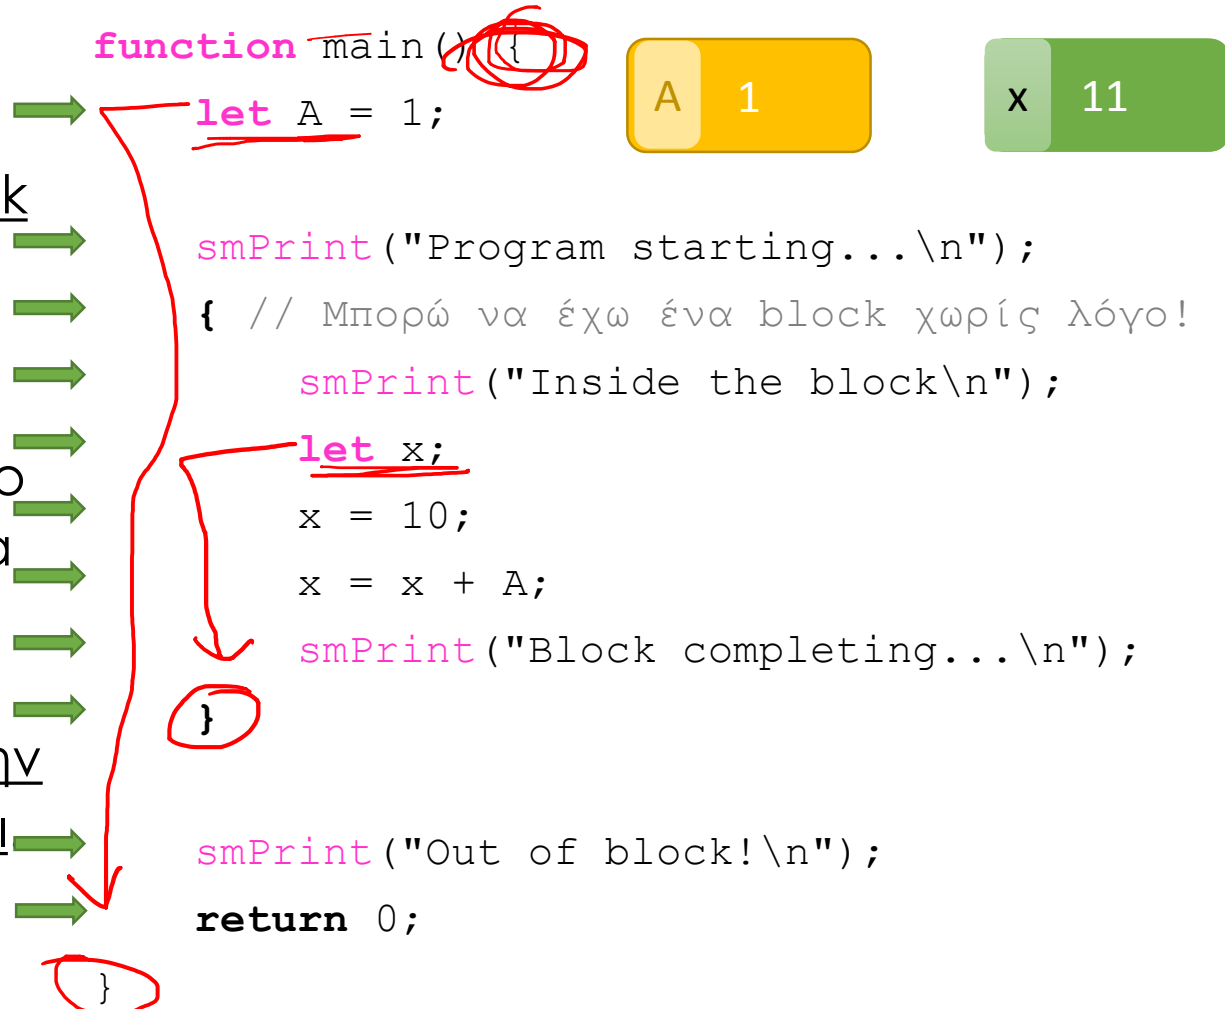 function main() {
let A = 1;
A 1
x 11
smPrint("Program starting...\n");
{ // Μπορώ να έχω ένα block χωρίς λόγο!
smPrint("Inside the block\n");
let x;
x = 10;
x = x + A;
smPrint("Block completing...\n");
}
smPrint("Out of block!\n");
return 0;
}